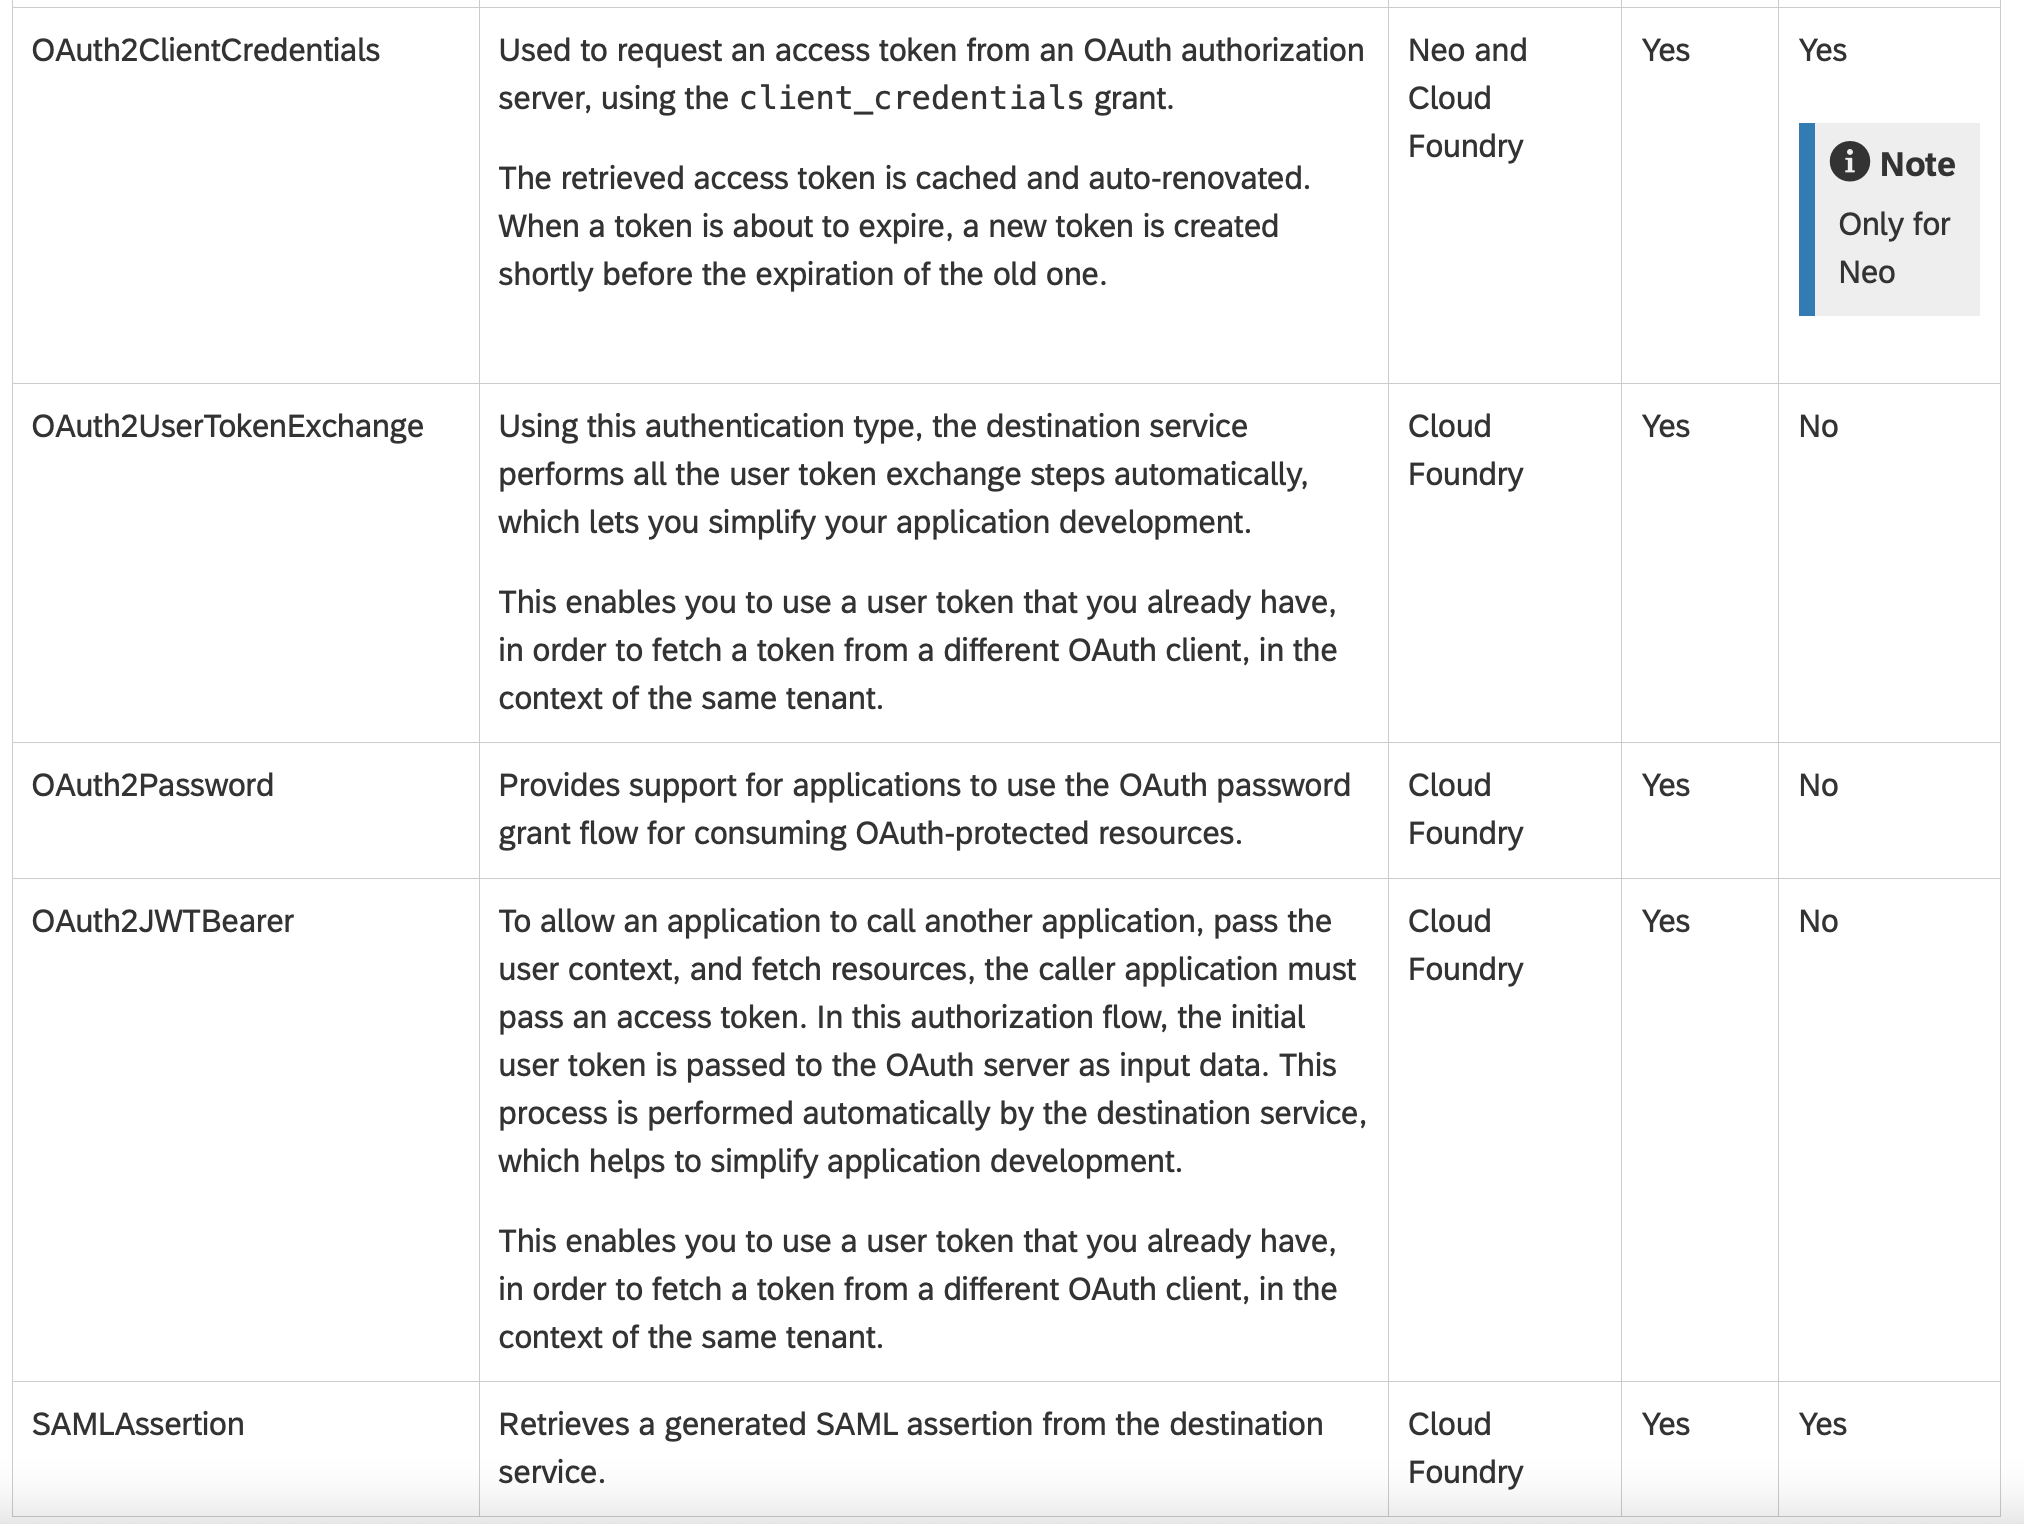 OAuth2ClientCredentials
Used to request an access token from an OAuth authorization
server, using the client_credentials grant.
The retrieved access token is cached and auto-renovated.
When a token is about to expire, a new token is created
shortly before the expiration of the old one.
Neo and
Cloud
Foundry
Yes
Yes
Note
Only for
Neo
OAuth2UserTokenExchange
Using this authentication type, the destination service
performs all the user token exchange steps automatically,
which lets you simplify your application development.
This enables you to use a user token that you already have,
in order to fetch a token from a different OAuth client, in the
context of the same tenant.
Cloud
Foundry
Yes
No
OAuth2Password
Provides support for applications to use the OAuth password
grant flow for consuming OAuth-protected resources.
Cloud
Foundry
Yes
No
OAuth2JWTBearer
To allow an application to call another application, pass the
user context, and fetch resources, the caller application must
pass an access token. In this authorization flow, the initial
user token is passed to the OAuth server as input data. This
process is performed automatically by the destination service,
which helps to simplify application development.
This enables you to use a user token that you already have,
in order to fetch a token from a different OAuth client, in the
context of the same tenant.
Cloud
Foundry
Yes
No
SAMLAssertion
Retrieves a generated SAML assertion from the destination
service.
Cloud
Foundry
Yes
Yes